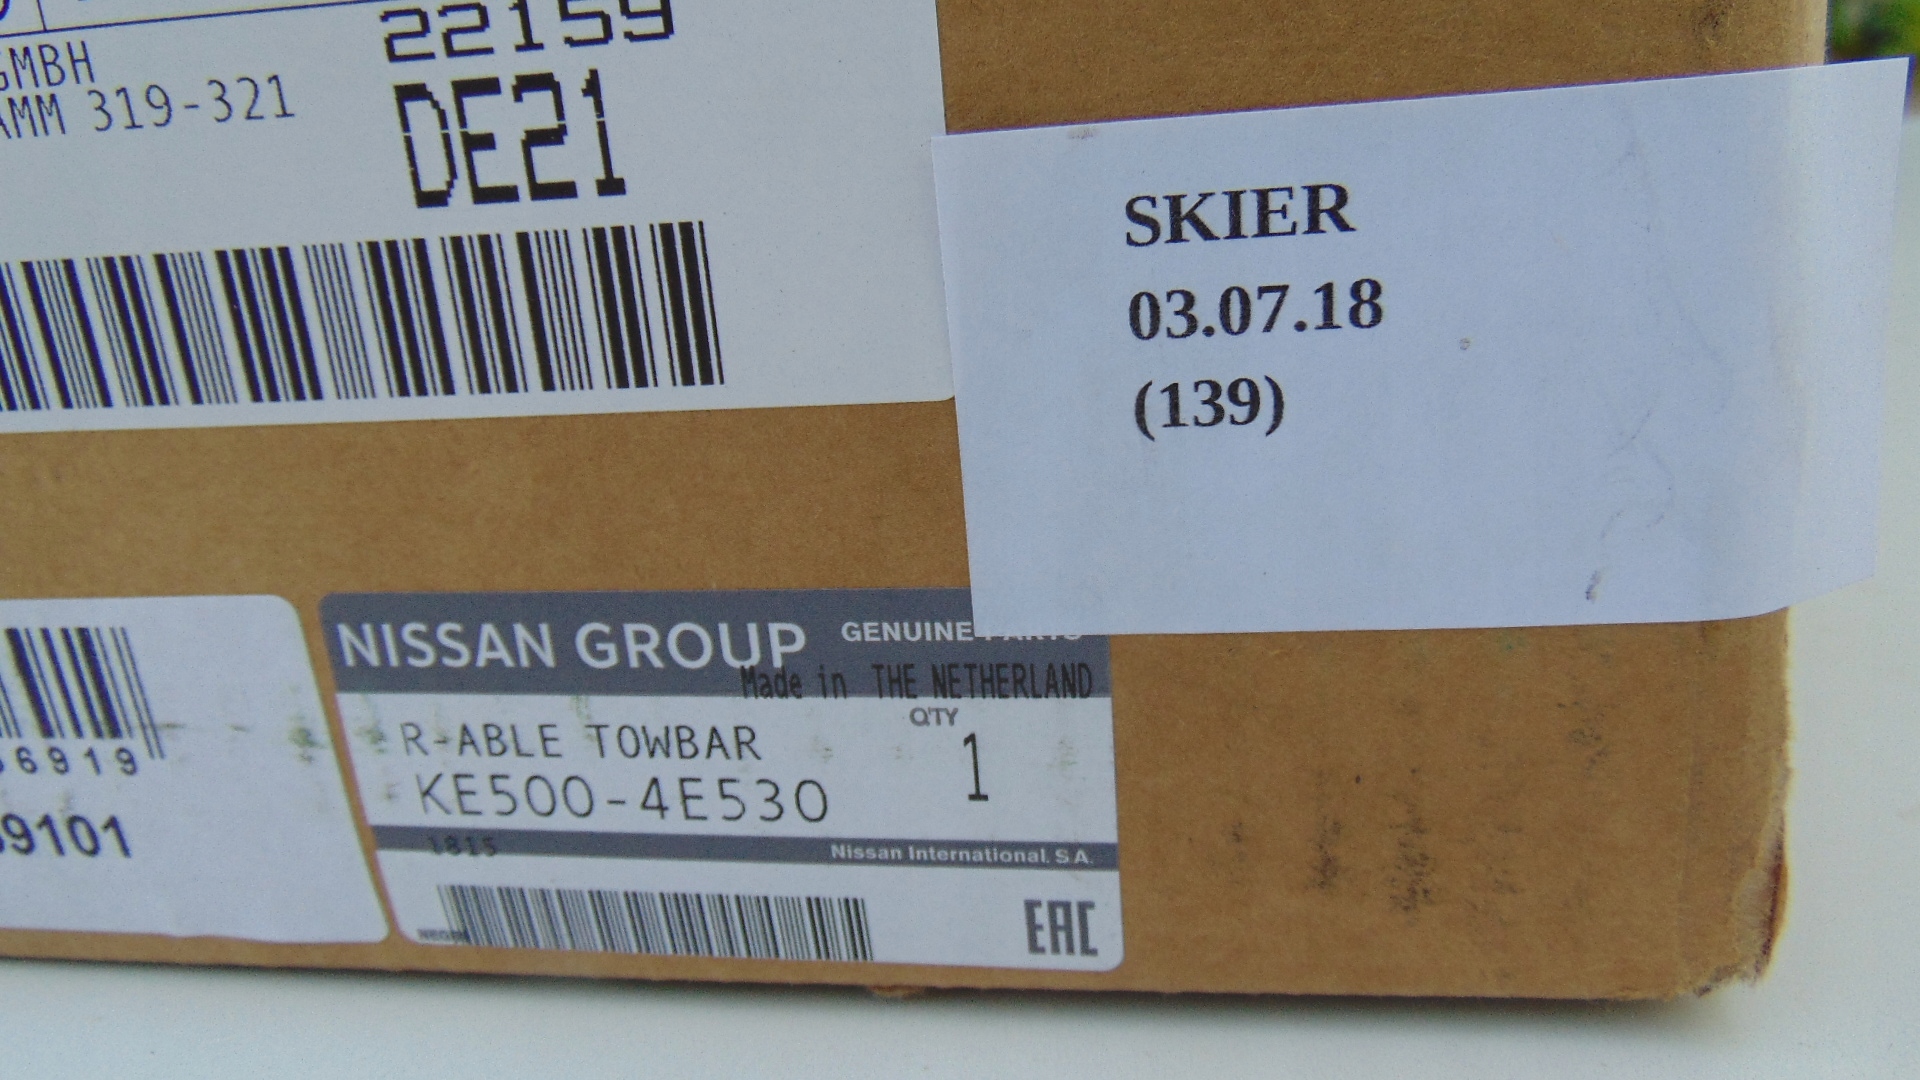 22159
GMBH
AMM 319-321
DE21
SKIER
03.07.18
(139)
6919
9101
NISSAN GROUP GENUINE PARTS
Made in THE NETHERLAND
Q'TY
R-ABLE TOWBAR
1
KE500-4E530
1815
Nissan International. S.A.
EAC